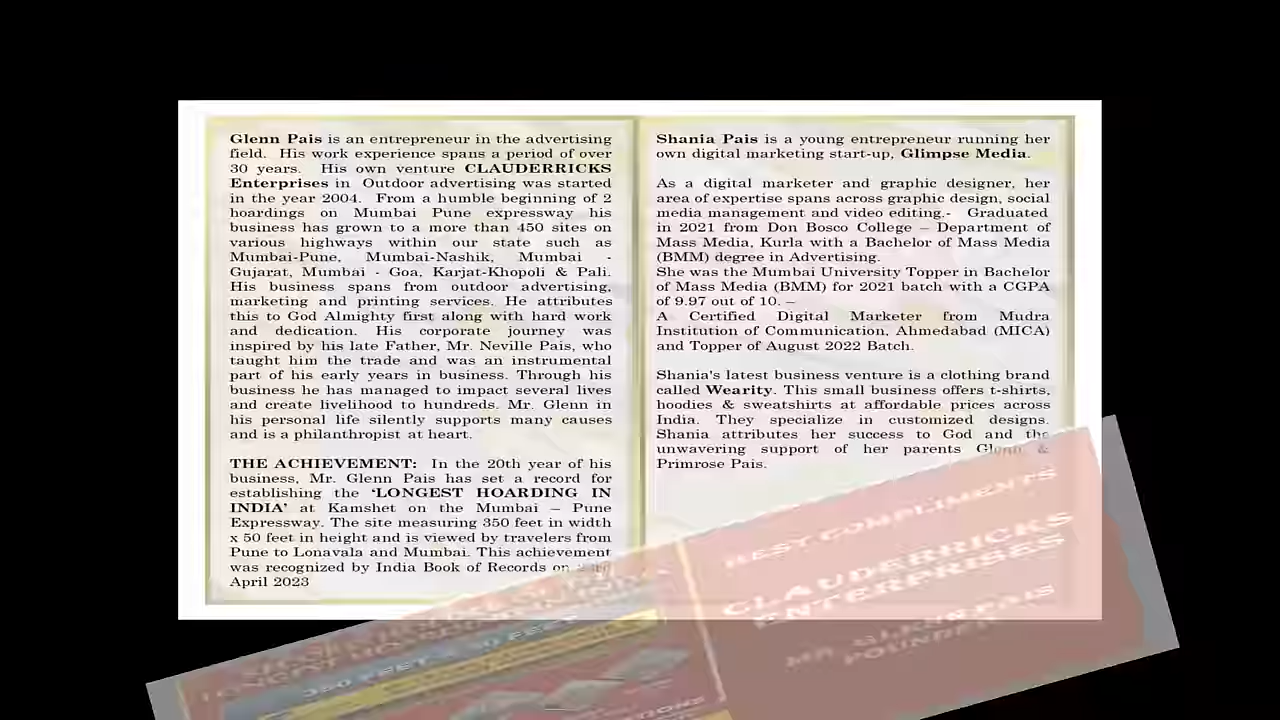 Glenn Pais is an entrepreneur in the advertising
field. His work experience spans a period of over
30 years. His own venture CLAUDERRICKS
Enterprises in Outdoor advertising was started
in the year 2004. From a humble beginning of 2
hoardings on Mumbai Pune expressway his
business has grown to a more than 450 sites on
various highways within our state such as
Mumbai-Pune, Mumbai-Nashik, Mumbai -
Gujarat, Mumbai - Goa, Karjat-Khopoli & Pali.
His business spans from outdoor advertising,
marketing and printing services. He attributes
this to God Almighty first along with hard work
and dedication. His corporate journey was
inspired by his late Father, Mr. Neville Pais, who
taught him the trade and was an instrumental
part of his early years in business. Through his
business he has managed to impact several lives
and create livelihood to hundreds. Mr. Glenn in
his personal life silently supports many causes
and is a philanthropist at heart.
THE ACHIEVEMENT: In the 20th year of his
business, Mr. Glenn Pais has set a record for
establishing the ‘LONGEST HOARDING IN
INDIA’ at Kamshet on the Mumbai – Pune
Expressway. The site measuring 350 feet in width
x 50 feet in height and is viewed by travelers from
Pune to Lonavala and Mumbai. This achievement
was recognized by India Book of Records on
April 2023
Shania Pais is a young entrepreneur running her
own digital marketing start-up, Glimpse Media.
As a digital marketer and graphic designer, her
area of expertise spans across graphic design, social
media management and video editing.- Graduated
in 2021 from Don Bosco College – Department of
Mass Media, Kurla with a Bachelor of Mass Media
(BMM) degree in Advertising.
She was the Mumbai University Topper in Bachelor
of Mass Media (BMM) for 2021 batch with a CGPA
of 9.97 out of 10. –
A Certified Digital Marketer from Mudra
Institution of Communication, Ahmedabad (MICA)
and Topper of August 2022 Batch.
Shania's latest business venture is a clothing brand
called Wearity. This small business offers t-shirts,
hoodies & sweatshirts at affordable prices across
India. They specialize in customized designs.
Shania attributes her success to God and the
unwavering support of her parents Glenn &
Primrose Pais.
BEST COMPLIMENTS
CLAUDERRICKS
ENTERPRISES
MR. GLENN PAIS
FOUNDER
LONGEST HOARDING
350 FEET X 50 FEET